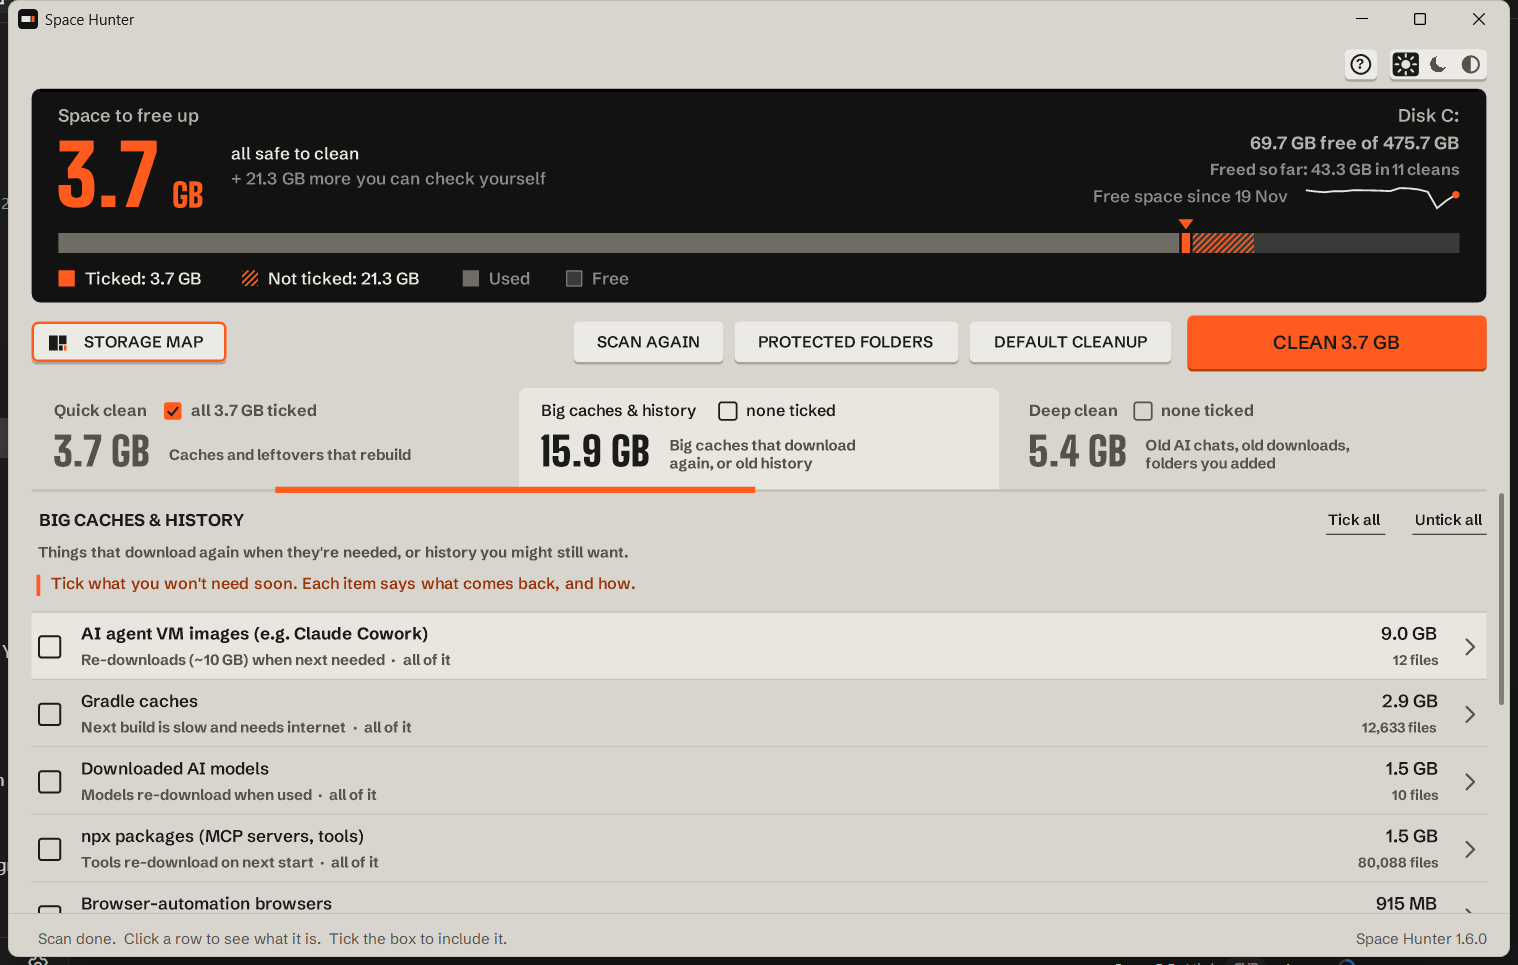 Space Hunter
Space to free up
3.7 GB
all safe to clean
+ 21.3 GB more you can check yourself
Disk C:
69.7 GB free of 475.7 GB
Freed so far: 43.3 GB in 11 cleans
Free space since 19 Nov
Ticked: 3.7 GB
Not ticked: 21.3 GB
Used
Free
STORAGE MAP
SCAN AGAIN
PROTECTED FOLDERS
DEFAULT CLEANUP
CLEAN 3.7 GB
Quick clean
all 3.7 GB ticked
3.7 GB
Caches and leftovers that rebuild
Big caches & history
none ticked
15.9 GB
Big caches that download
again, or old history
Deep clean
none ticked
5.4 GB
Old AI chats, old downloads,
folders you added
BIG CACHES & HISTORY
Tick all
Untick all
Things that download again when they're needed, or history you might still want.
Tick what you won't need soon. Each item says what comes back, and how.
AI agent VM images (e.g. Claude Cowork)
9.0 GB
Re-downloads (~10 GB) when next needed · all of it
12 files
Gradle caches
2.9 GB
Next build is slow and needs internet · all of it
12,633 files
Downloaded AI models
1.5 GB
Models re-download when used · all of it
10 files
npx packages (MCP servers, tools)
1.5 GB
Tools re-download on next start · all of it
80,088 files
Browser-automation browsers
915 MB
Scan done. Click a row to see what it is. Tick the box to include it.
Space Hunter 1.6.0